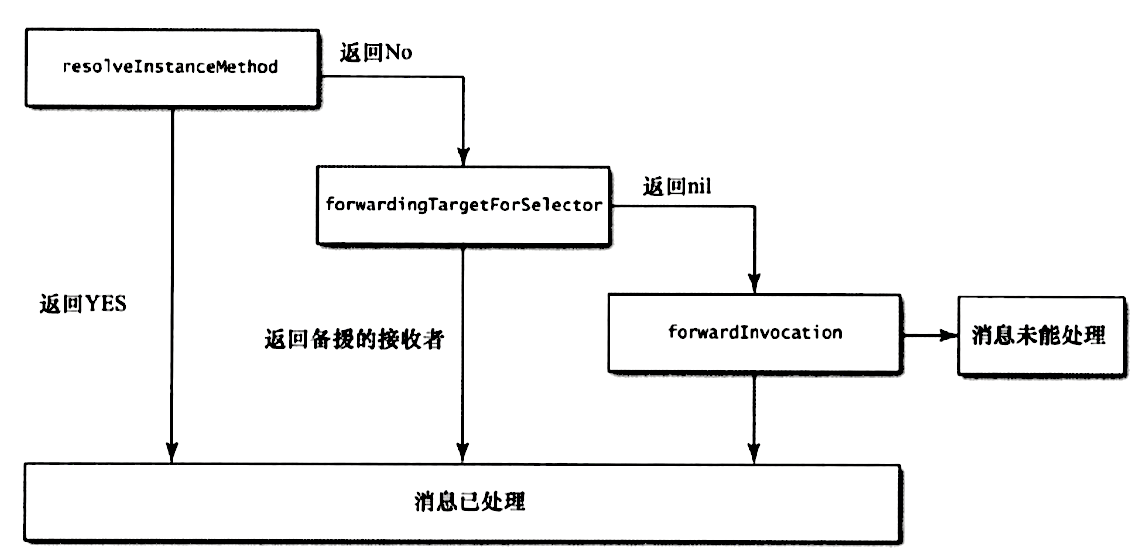 resolveInstanceMethod
返回No
forwardingTargetForSelector
返回nil
返回YES
返回备援的接收者
forwardInvocation
消息未能处理
消息已处理